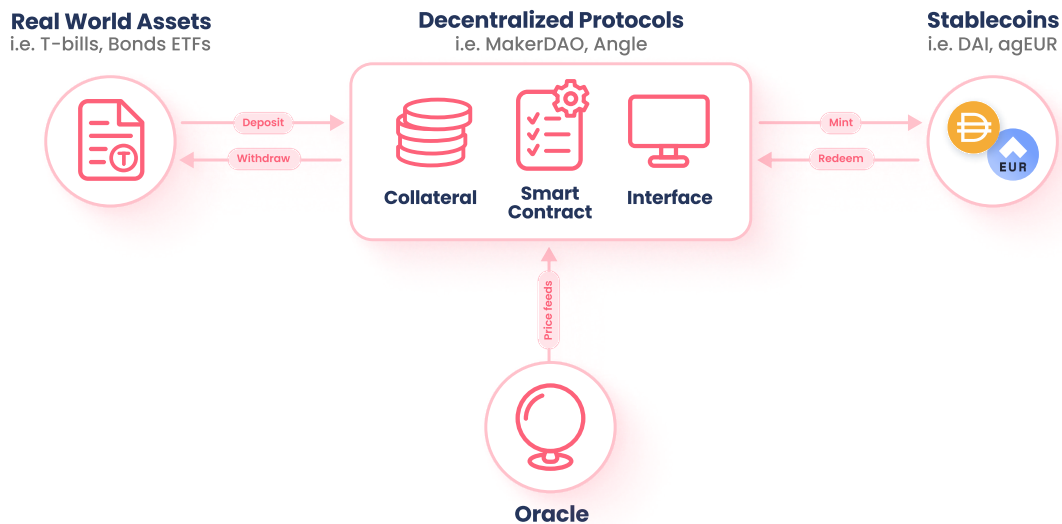 Real World Assets
i.e. T-bills, Bonds ETFs
Decentralized Protocols
i.e. MakerDAO, Angle
Stablecoins
i.e. DAI, agEUR
Deposit
Withdraw
T
Collateral
Smart
Contract
Interface
Mint
Redeem
EUR
Price feeds
Oracle